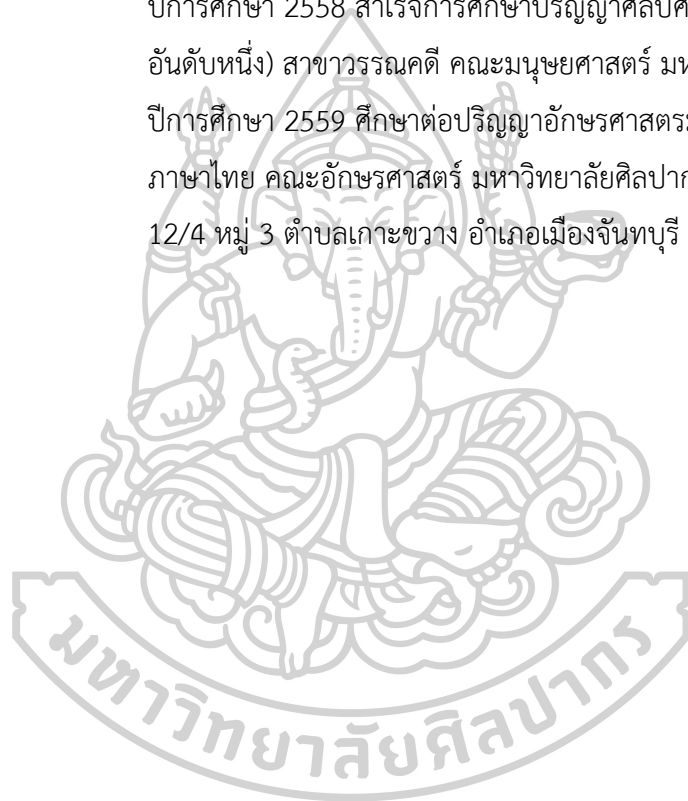 ปีการศึกษา 2558 สำเร็จการศึกษาปริญญาศิลปศ
อันดับหนึ่ง) สาขาวรรณคดี คณะมนุษยศาสตร์ มห
ปีการศึกษา 2559 ศึกษาต่อปริญญาอักษรศาสตร
ภาษาไทย คณะอักษรศาสตร์ มหาวิทยาลัยศิลปาก
12/4 หมู่ 3 ตำบลเกาะขวาง อำเภอเมืองจันทบุรี
มหาวิทยาลัยศิลปากร